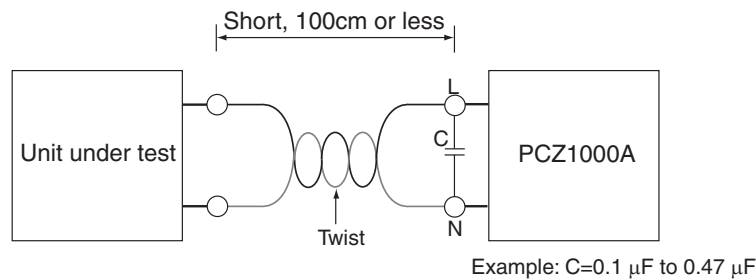 Short, 100cm or less
L
Unit under test
C
PCZ1000A
N
Twist
Example: C=0.1 μF to 0.47 μF